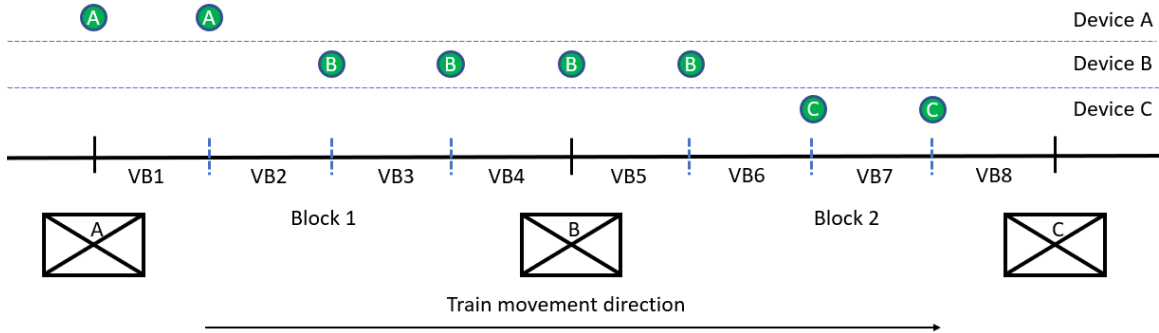 A A Device A
B B B B Device B
C C Device C
VB1 VB2 VB3 VB4 VB5 VB6 VB7 VB8
Block 1 Block 2
A B C
Train movement direction